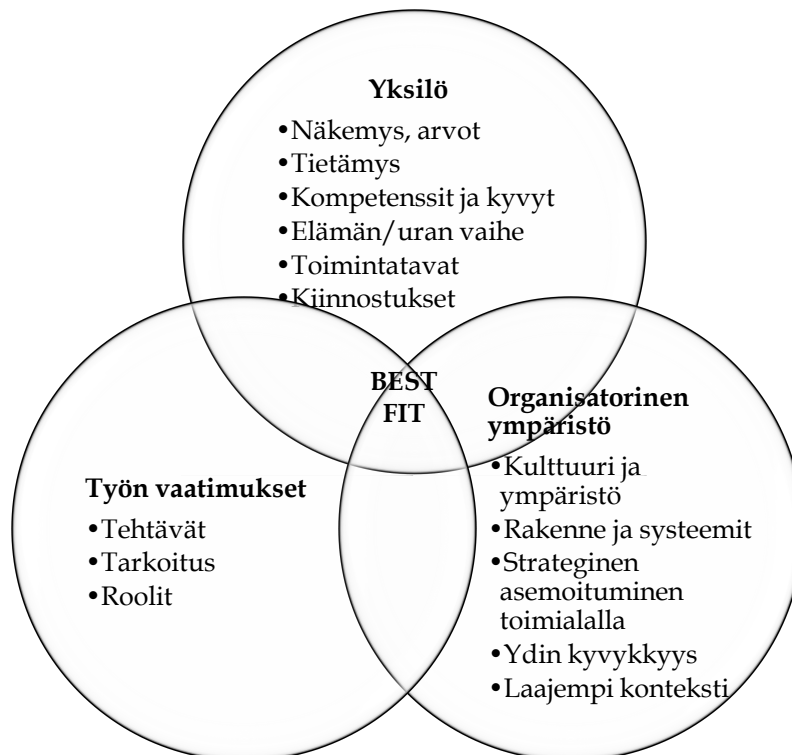 Yksilö
•Näkemys, arvot
•Tietämys
•Kompetenssit ja kyvyt
•Elämän/uran vaihe
•Toimintatavat
•Kiinnostukset
BEST
FIT
Organisatorinen
ympäristö
•Kulttuuri ja
ympäristö
•Rakenne ja systeemit
•Strateginen
asemoituminen
toimialalla
•Ydin kyvykkyys
•Laajempi konteksti
Työn vaatimukset
•Tehtävät
•Tarkoitus
•Roolit